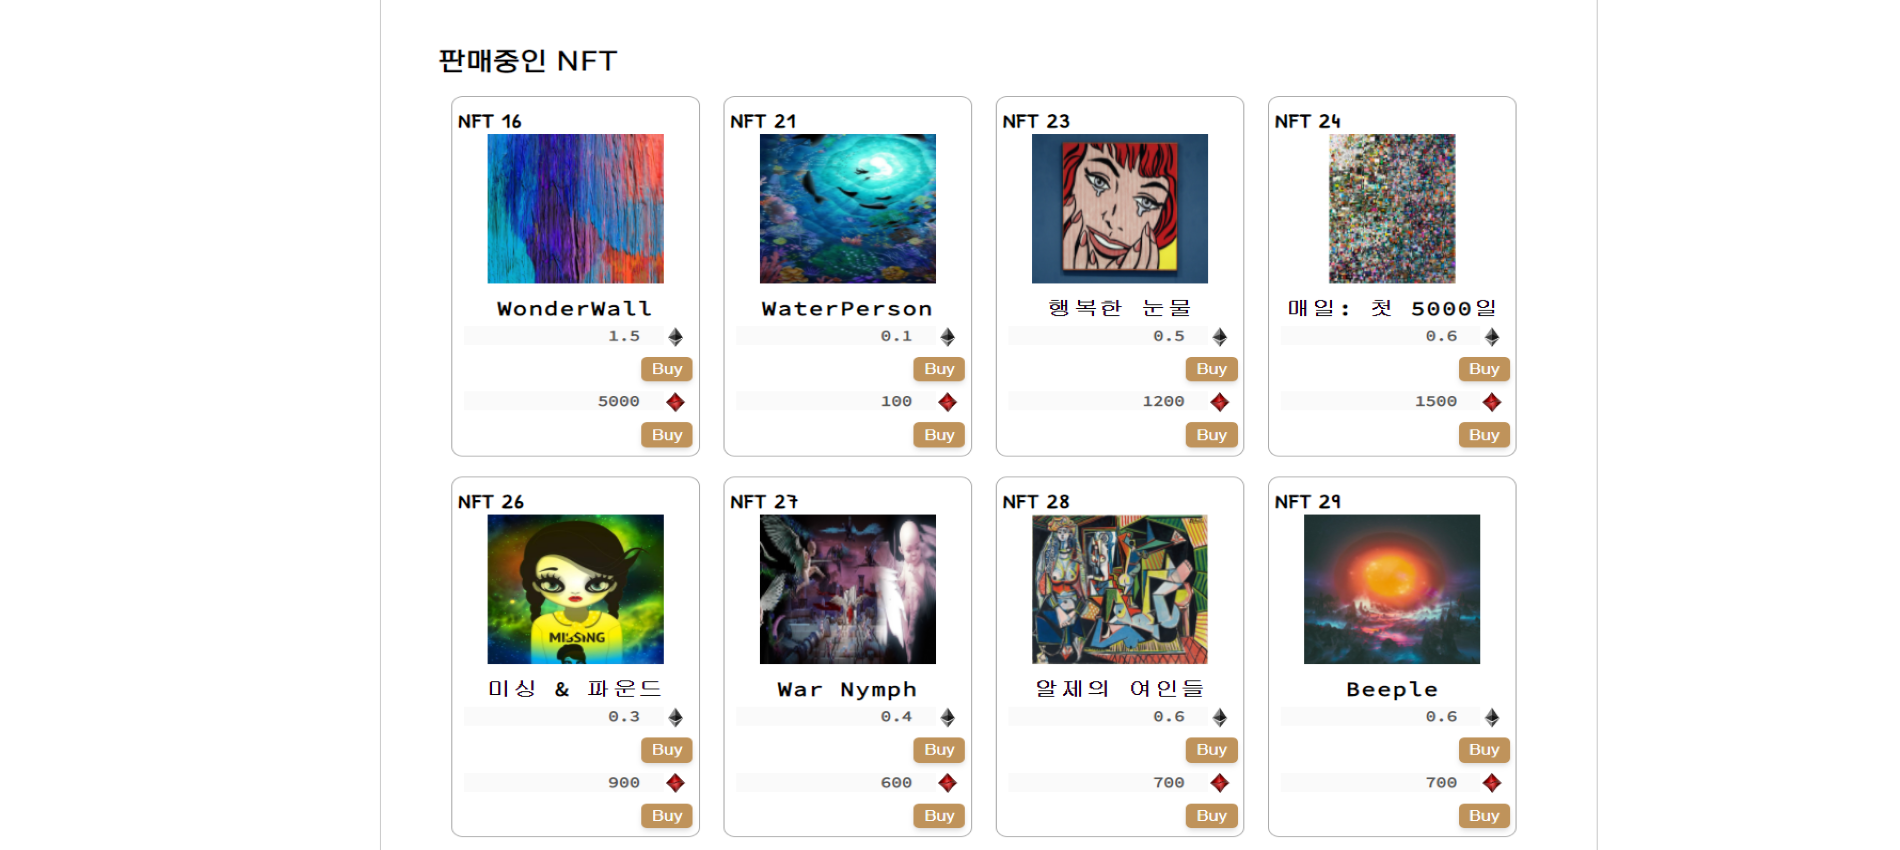 판매중인 NFT
NFT 16
WonderWall
1.5
Buy
5000
Buy
NFT 21
WaterPerson
0.1
Buy
100
Buy
NFT 23
행복한 눈물
0.5
Buy
1200
Buy
NFT 24
매일: 첫 5000일
0.6
Buy
1500
Buy
NFT 26
MISSING
미싱 & 파운드
0.3
Buy
900
Buy
NFT 27
War Nymph
0.4
Buy
600
Buy
NFT 28
알제의 여인들
0.6
Buy
700
Buy
NFT 29
Beeple
0.6
Buy
700
Buy